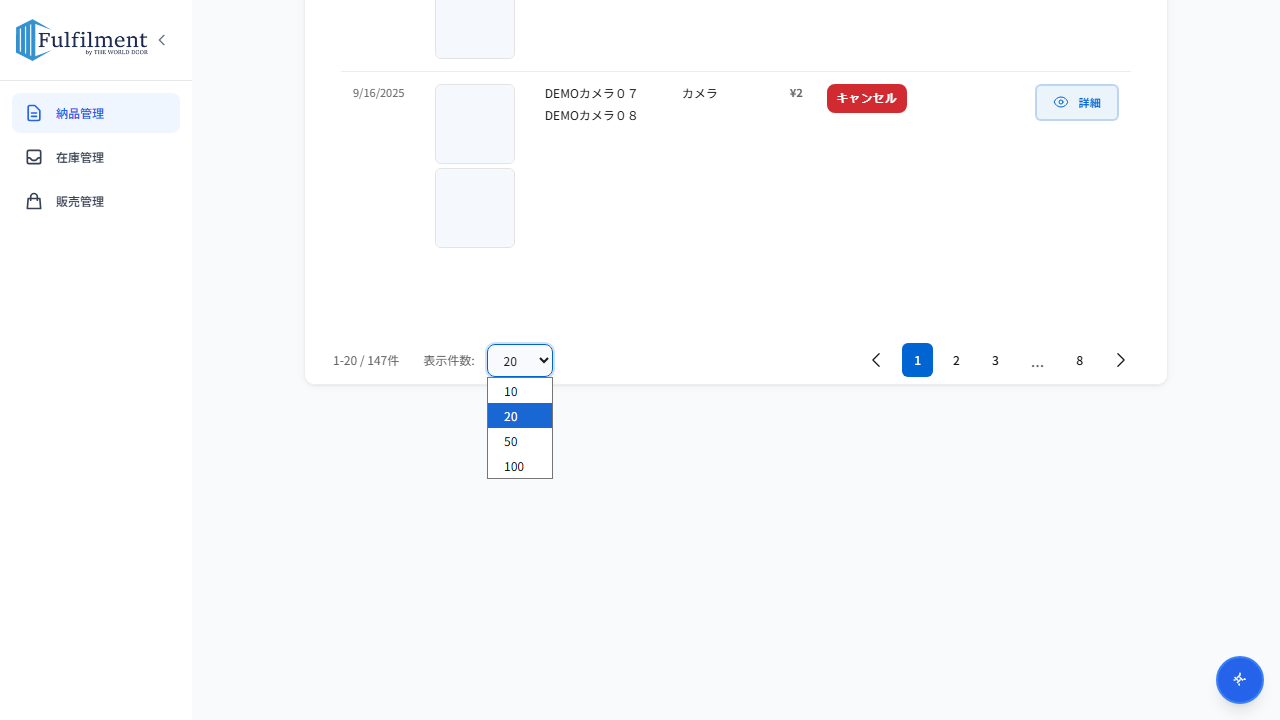 Fulfilment
by THE WORLD DOOR
納品管理
在庫管理
販売管理
9/16/2025
DEMOカメラ０７
DEMOカメラ０８
カメラ
¥2
キャンセル
詳細
1-20 / 147件
表示件数:
20
10
20
50
100
1
2
3
...
8